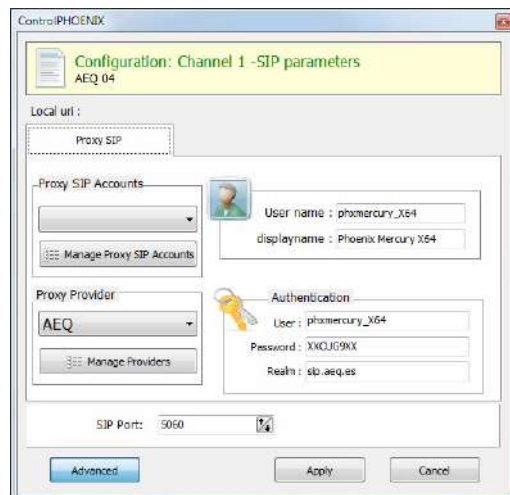 ControlPHOENIX
Configuration: Channel 1 -SIP parameters
AEQ 04
Local uri :
Proxy SIP
Proxy SIP Accounts
User name : phxmercury_X64
displayname : Phoenix Mercury X64
Manage Proxy SIP Accounts
Proxy Provider
Authentication
AEQ
User : phxmercury_X64
Password : XXOJG9XX
Manage Providers
Realm : sip.aeq.es
SIP Port: 5060
Advanced
Apply
Cancel